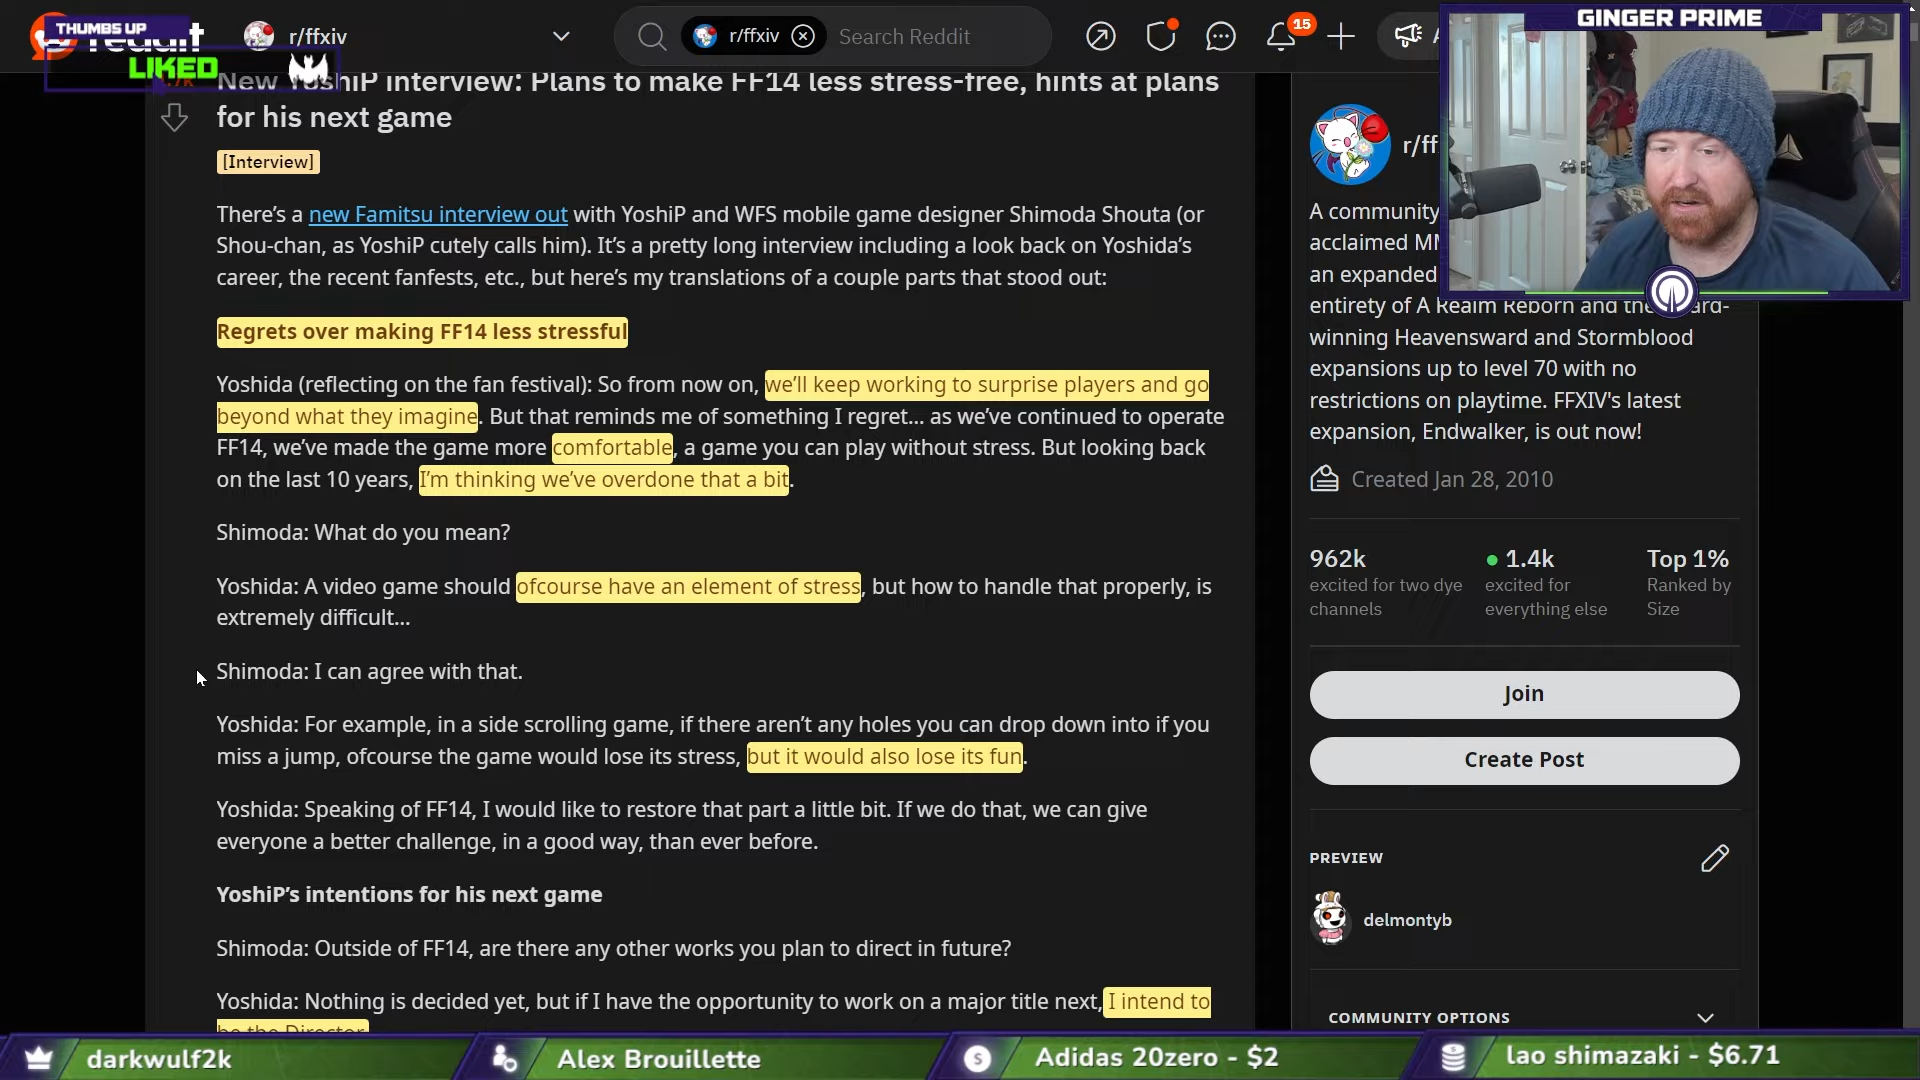 THUMBS UP
LIKED
reddit
r/ffxiv
r/ffxiv
Search Reddit
15
GINGER PRIME
New YoshiP interview: Plans to make FF14 less stress-free, hints at plans
for his next game
[Interview]
There's a new Famitsu interview out with YoshiP and WFS mobile game designer Shimoda Shouta (or
Shou-chan, as YoshiP cutely calls him). It's a pretty long interview including a look back on Yoshida's
career, the recent fanfests, etc., but here's my translations of a couple parts that stood out:
Regrets over making FF14 less stressful
Yoshida (reflecting on the fan festival): So from now on, we'll keep working to surprise players and go
beyond what they imagine. But that reminds me of something I regret... as we've continued to operate
FF14, we've made the game more comfortable, a game you can play without stress. But looking back
on the last 10 years, I'm thinking we've overdone that a bit.
Shimoda: What do you mean?
Yoshida: A video game should ofcourse have an element of stress, but how to handle that properly, is
extremely difficult...
Shimoda: I can agree with that.
Yoshida: For example, in a side scrolling game, if there aren't any holes you can drop down into if you
miss a jump, ofcourse the game would lose its stress, but it would also lose its fun.
Yoshida: Speaking of FF14, I would like to restore that part a little bit. If we do that, we can give
everyone a better challenge, in a good way, than ever before.
YoshiP's intentions for his next game
Shimoda: Outside of FF14, are there any other works you plan to direct in future?
Yoshida: Nothing is decided yet, but if I have the opportunity to work on a major title next, I intend to
be the Director
r/ff
A community
acclaimed
an expanded
entirety of A Realm Reborn and the
winning Heavensward and Stormblood
expansions up to level 70 with no
restrictions on playtime. FFXIV's latest
expansion, Endwalker, is out now!
Created Jan 28, 2010
962k
excited for two dye
channels
1.4k
excited for
everything else
Top 1%
Ranked by
Size
Join
Create Post
PREVIEW
delmontyb
COMMUNITY OPTIONS
darkwulf2k
Alex Brouillette
Adidas 20zero - $2
lao shimazaki - $6.71